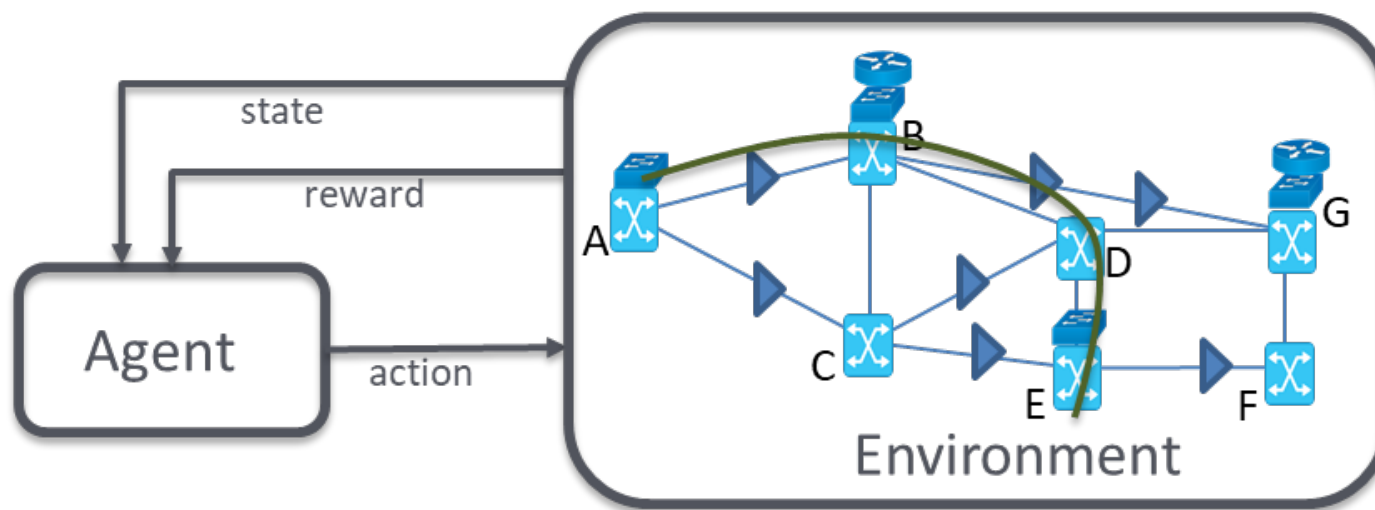 state
reward
Agent
action
A
B
C
D
E
F
G
Environment